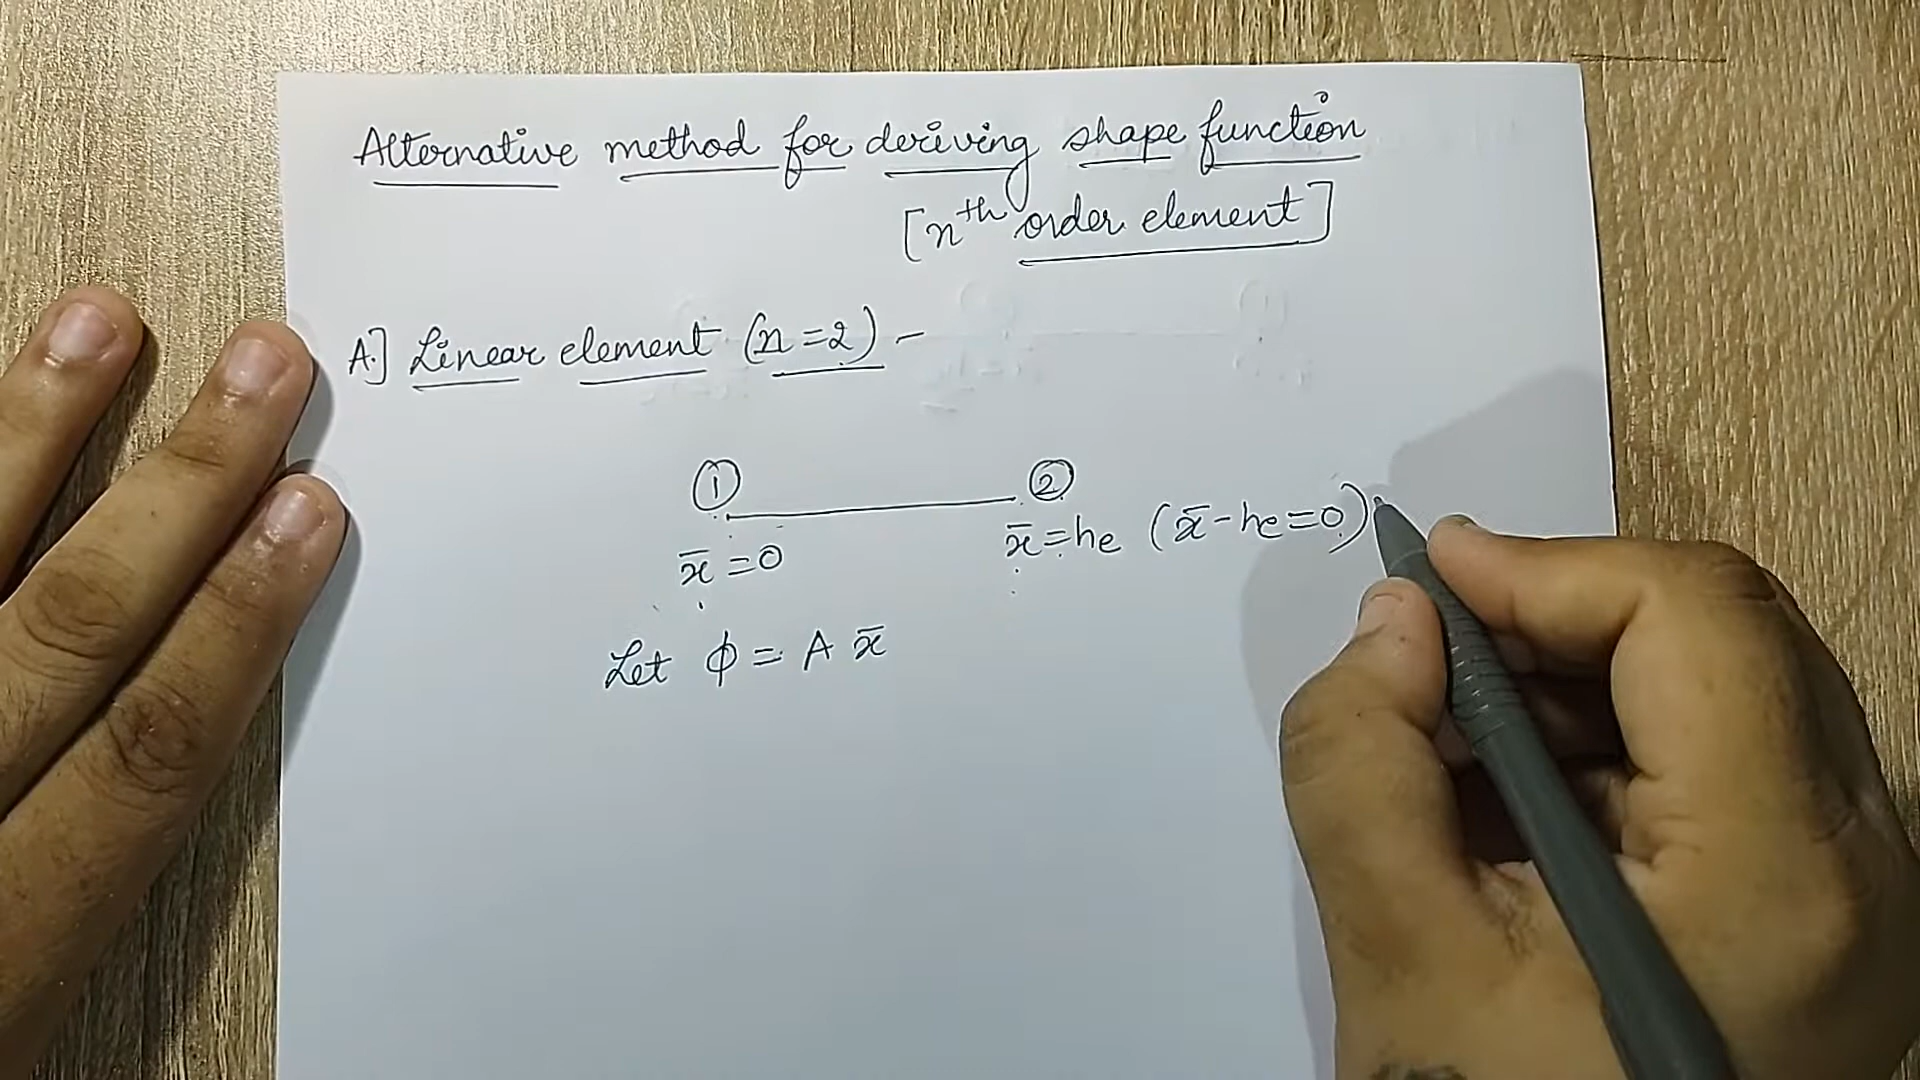 Alternative method for deriving shape function
[nᵗʰ order element]
A.] Linear element (n=2) -
① ②
x̄=0 x̄=he (x̄-he=0)
Let ϕ = A x̄